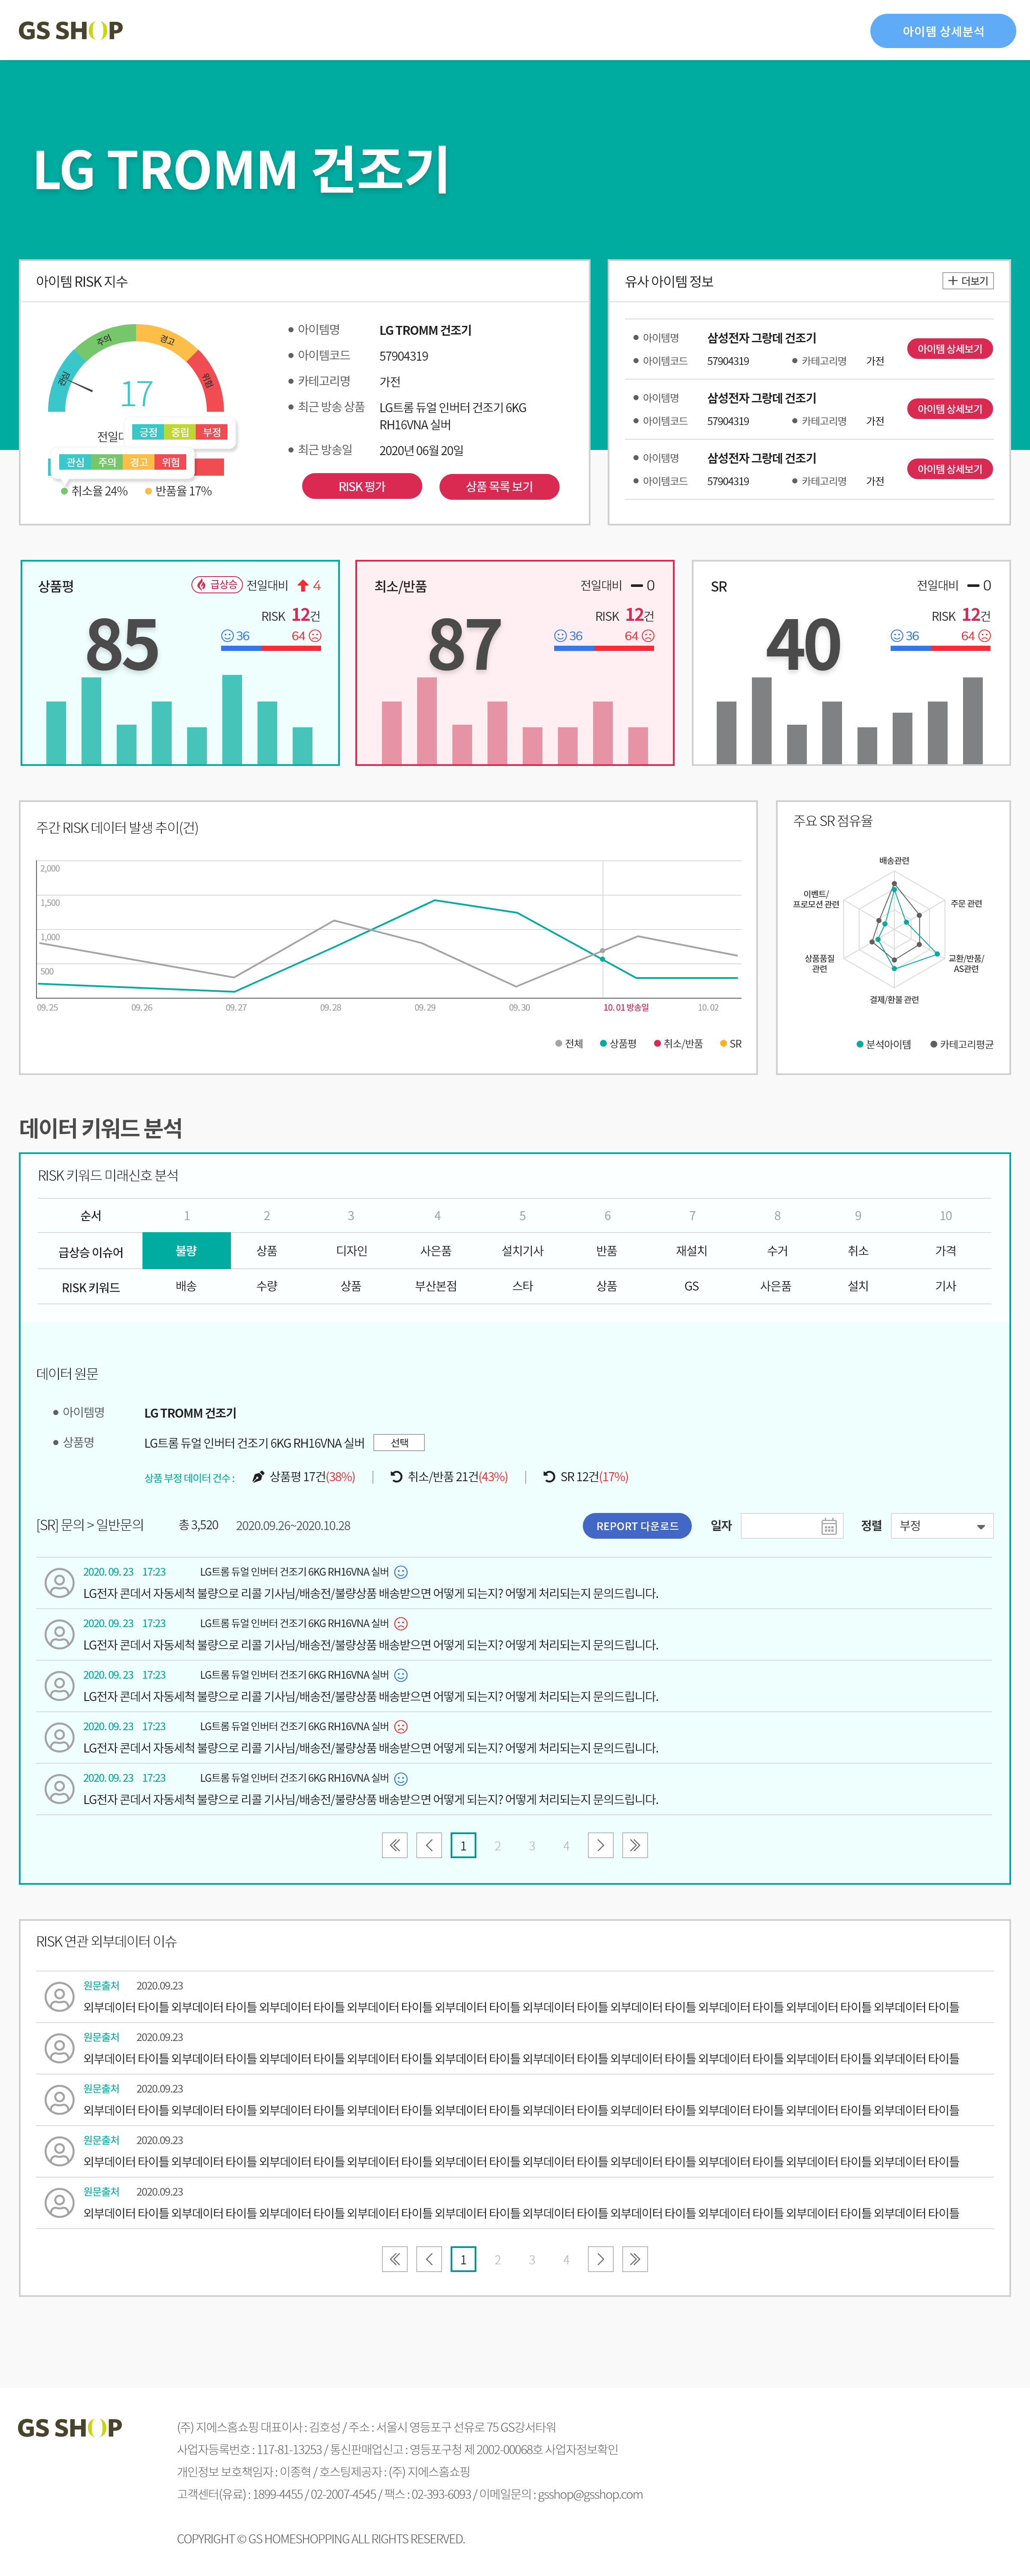 GS SHOP
아이템 상세분석
LG TROMM 건조기
아이템 RISK 지수
주의
경고
관심
위험
17
전일대
긍정 중립 부정
관심 주의 경고 위험
취소율 24% 반품율 17%
아이템명 LG TROMM 건조기
아이템코드 57904319
카테고리명 가전
최근 방송 상품 LG트롬 듀얼 인버터 건조기 6KG
RH16VNA 실버
최근 방송일 2020년 06월 20일
RISK 평가 상품 목록 보기
유사 아이템 정보 더보기
아이템명 삼성전자 그랑데 건조기
아이템코드 57904319 카테고리명 가전
아이템 상세보기
아이템명 삼성전자 그랑데 건조기
아이템코드 57904319 카테고리명 가전
아이템 상세보기
아이템명 삼성전자 그랑데 건조기
아이템코드 57904319 카테고리명 가전
아이템 상세보기
상품평 급상승 전일대비 4
85
RISK 12건
36 64
최소/반품 전일대비 0
87
RISK 12건
36 64
SR 전일대비 0
40
RISK 12건
36 64
주간 RISK 데이터 발생 추이(건)
2,000
1,500
1,000
500
09. 25 09. 26 09. 27 09. 28 09. 29 09. 30 10. 01 방송일 10. 02
전체 상품평 취소/반품 SR
주요 SR 점유율
배송관련
이벤트/
프로모션 관련
주문 관련
상품품질
관련
교환/반품/
AS관련
결제/환불 관련
분석아이템 카테고리평균
데이터 키워드 분석
RISK 키워드 미래신호 분석
순서 1 2 3 4 5 6 7 8 9 10
급상승 이슈어 불량 상품 디자인 사은품 설치기사 반품 재설치 수거 취소 가격
RISK 키워드 배송 수량 상품 부산본점 스타 상품 GS 사은품 설치 기사
데이터 원문
아이템명 LG TROMM 건조기
상품명 LG트롬 듀얼 인버터 건조기 6KG RH16VNA 실버 선택
상품 부정 데이터 건수 : 상품평 17건(38%) | 취소/반품 21건(43%) | SR 12건(17%)
[SR] 문의 > 일반문의 총 3,520 2020.09.26~2020.10.28 REPORT 다운로드 일자 정렬 부정
2020. 09. 23 17:23 LG트롬 듀얼 인버터 건조기 6KG RH16VNA 실버
LG전자 콘데서 자동세척 불량으로 리콜 기사님/배송전/불량상품 배송받으면 어떻게 되는지? 어떻게 처리되는지 문의드립니다.
2020. 09. 23 17:23 LG트롬 듀얼 인버터 건조기 6KG RH16VNA 실버
LG전자 콘데서 자동세척 불량으로 리콜 기사님/배송전/불량상품 배송받으면 어떻게 되는지? 어떻게 처리되는지 문의드립니다.
2020. 09. 23 17:23 LG트롬 듀얼 인버터 건조기 6KG RH16VNA 실버
LG전자 콘데서 자동세척 불량으로 리콜 기사님/배송전/불량상품 배송받으면 어떻게 되는지? 어떻게 처리되는지 문의드립니다.
2020. 09. 23 17:23 LG트롬 듀얼 인버터 건조기 6KG RH16VNA 실버
LG전자 콘데서 자동세척 불량으로 리콜 기사님/배송전/불량상품 배송받으면 어떻게 되는지? 어떻게 처리되는지 문의드립니다.
2020. 09. 23 17:23 LG트롬 듀얼 인버터 건조기 6KG RH16VNA 실버
LG전자 콘데서 자동세척 불량으로 리콜 기사님/배송전/불량상품 배송받으면 어떻게 되는지? 어떻게 처리되는지 문의드립니다.
1 2 3 4
RISK 연관 외부데이터 이슈
원문출처 2020.09.23
외부데이터 타이틀 외부데이터 타이틀 외부데이터 타이틀 외부데이터 타이틀 외부데이터 타이틀 외부데이터 타이틀 외부데이터 타이틀 외부데이터 타이틀 외부데이터 타이틀 외부데이터 타이틀
원문출처 2020.09.23
외부데이터 타이틀 외부데이터 타이틀 외부데이터 타이틀 외부데이터 타이틀 외부데이터 타이틀 외부데이터 타이틀 외부데이터 타이틀 외부데이터 타이틀 외부데이터 타이틀 외부데이터 타이틀
원문출처 2020.09.23
외부데이터 타이틀 외부데이터 타이틀 외부데이터 타이틀 외부데이터 타이틀 외부데이터 타이틀 외부데이터 타이틀 외부데이터 타이틀 외부데이터 타이틀 외부데이터 타이틀 외부데이터 타이틀
원문출처 2020.09.23
외부데이터 타이틀 외부데이터 타이틀 외부데이터 타이틀 외부데이터 타이틀 외부데이터 타이틀 외부데이터 타이틀 외부데이터 타이틀 외부데이터 타이틀 외부데이터 타이틀 외부데이터 타이틀
원문출처 2020.09.23
외부데이터 타이틀 외부데이터 타이틀 외부데이터 타이틀 외부데이터 타이틀 외부데이터 타이틀 외부데이터 타이틀 외부데이터 타이틀 외부데이터 타이틀 외부데이터 타이틀 외부데이터 타이틀
1 2 3 4
GS SHOP
(주) 지에스홈쇼핑 대표이사 : 김호성 / 주소 : 서울시 영등포구 선유로 75 GS강서타워
사업자등록번호 : 117-81-13253 / 통신판매업신고 : 영등포구청 제 2002-00068호 사업자정보확인
개인정보 보호책임자 : 이종혁 / 호스팅제공자 : (주) 지에스홈쇼핑
고객센터(유료) : 1899-4455 / 02-2007-4545 / 팩스 : 02-393-6093 / 이메일문의 : gsshop@gsshop.com
COPYRIGHT © GS HOMESHOPPING ALL RIGHTS RESERVED.